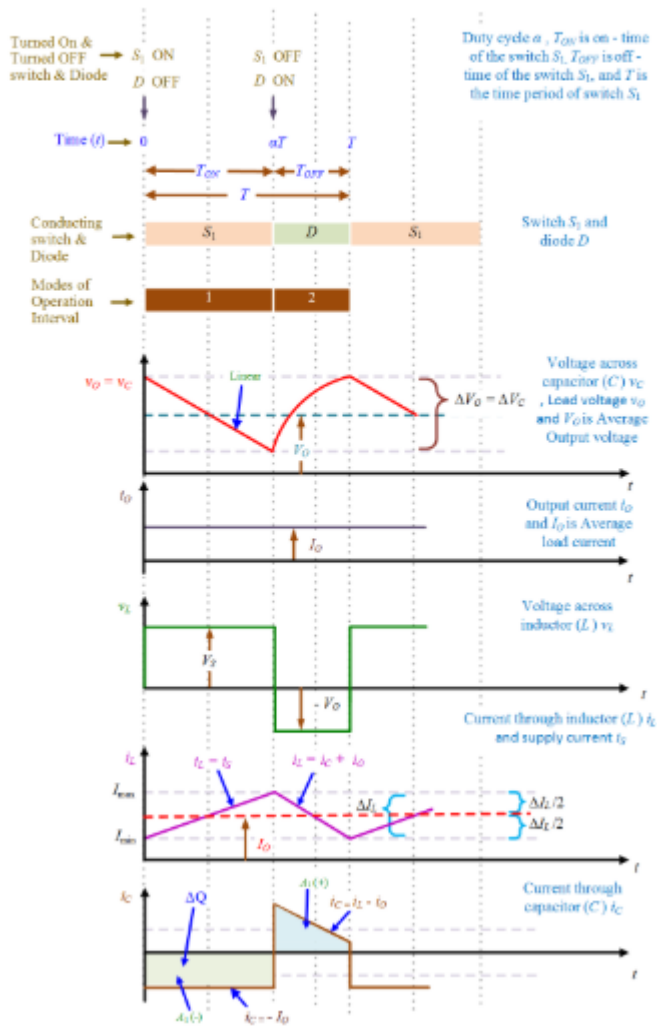 Turned On &
Turned OFF
switch & Diode
S1 ON
D OFF
S1 OFF
D ON
Duty cycle α , TON is on - time
of the switch S1, TOFF is off -
time of the switch S1, and T is
the time period of switch S1
Time (t)
0
αT
T
TON
TOFF
T
Conducting
switch &
Diode
S1
D
S1
Switch S1 and
diode D
Modes of
Operation
Interval
1
2
vO = vC
Linear
VO
ΔVO = ΔVC
Voltage across
capacitor (C) vC
, Load voltage vO
and VO is Average
Output voltage
t
iO
IO
Output current iO
and IO is Average
load current
t
vL
VS
- VO
Voltage across
inductor (L) vL
t
Current through inductor (L) iL
and supply current iS
iL
Imax
Imin
iL = iS
iL = iC + iO
IO
ΔIL
ΔIL/2
ΔIL/2
t
iC
ΔQ
A1(+)
iC = iL - iO
Current through
capacitor (C) iC
iC = - IO
t